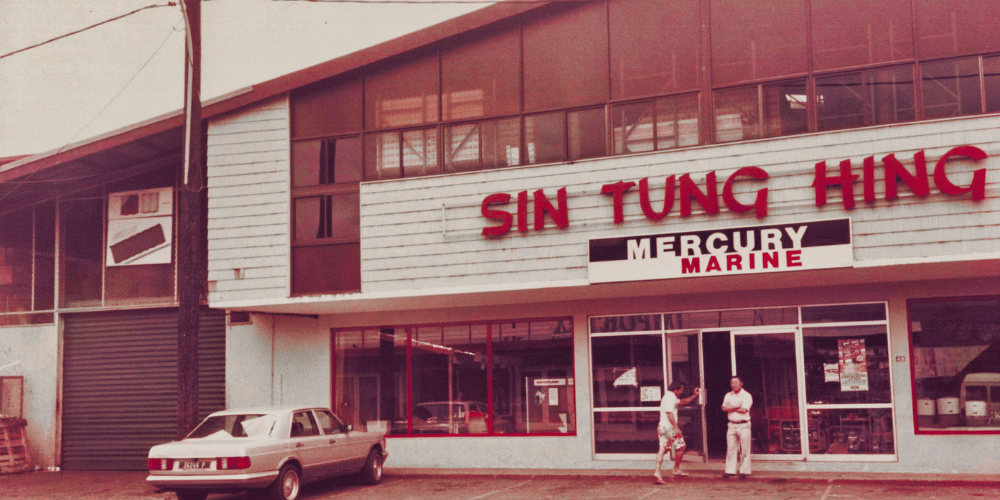 SIN TUNG HING
MERCURY
MARINE